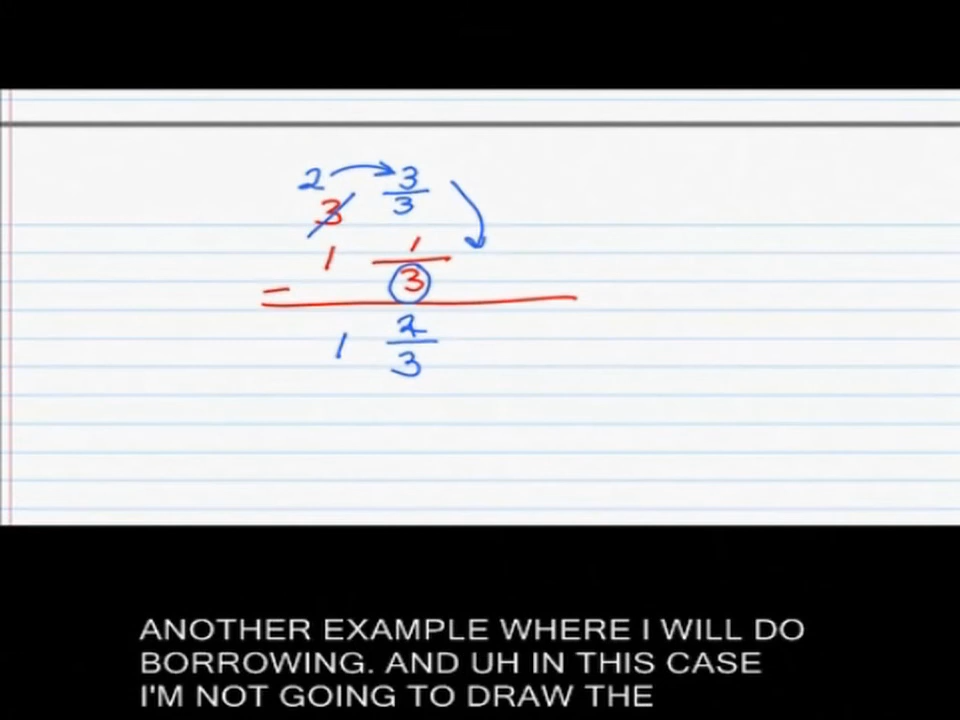 2 3/3
3
1 1/3
-
1 2/3
ANOTHER EXAMPLE WHERE I WILL DO
BORROWING. AND UH IN THIS CASE
I'M NOT GOING TO DRAW THE